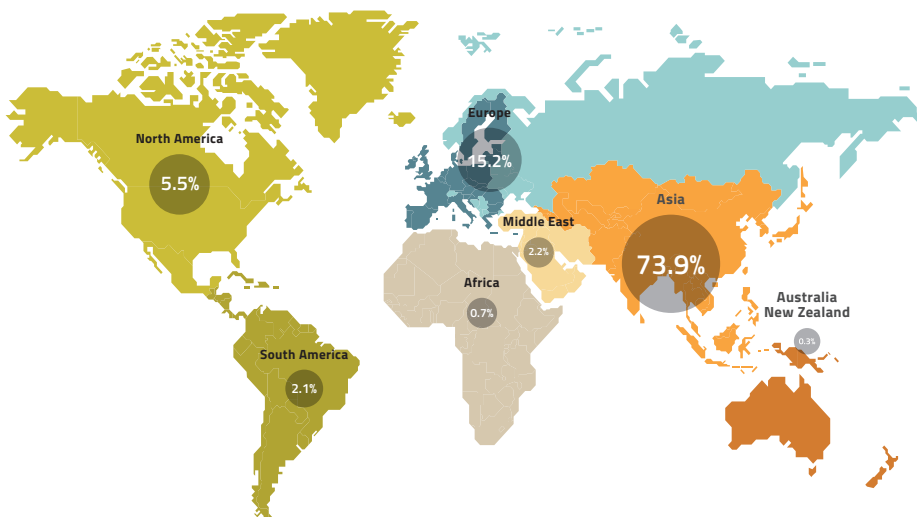 Europe
15.2%
North America
5.5%
Asia
73.9%
Middle East
2.2%
Africa
0.7%
Australia
New Zealand
0.3%
South America
2.1%